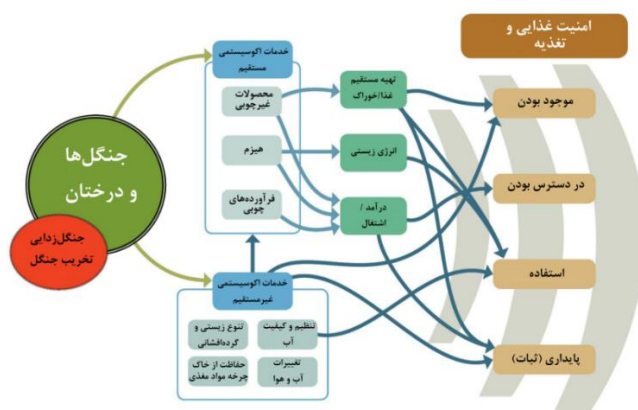 امنیت غذایی و
تغذیه
خدمات اکوسیستمی
مستقیم
محصولات
غیرچوبی
تهیه مستقیم
غذا/خوراک
موجود بودن
جنگل‌ها
و درختان
هیزم
انرژی زیستی
در دسترس بودن
فرآورده‌های
چوبی
درآمد /
اشتغال
جنگل‌زدایی
تخریب جنگل
خدمات اکوسیستمی
غیرمستقیم
استفاده
تنظیم و کیفیت
آب
تنوع زیستی و
گرده‌افشانی
تغییرات
آب و هوا
حفاظت از خاک
چرخه مواد مغذی
پایداری (ثبات)